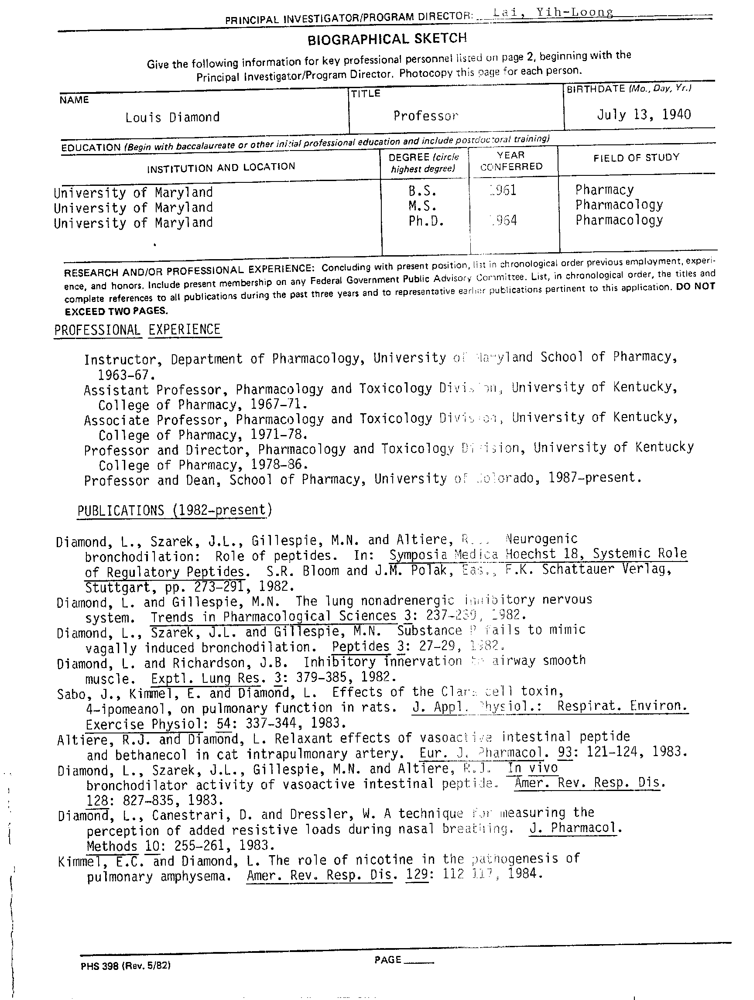 PRINCIPAL INVESTIGATOR/PROGRAM DIRECTOR: Lai, Yih-Loong
BIOGRAPHICAL SKETCH
Give the following information for key professional personnel listed on page 2, beginning with the
Principal Investigator/Program Director. Photocopy this page for each person.
NAME TITLE BIRTHDATE (Mo., Day, Yr.)
Louis Diamond Professor July 13, 1940
EDUCATION (Begin with baccalaureate or other initial professional education and include postdoctoral training)
INSTITUTION AND LOCATION DEGREE (circle highest degree) YEAR CONFERRED FIELD OF STUDY
University of Maryland B.S. 1961 Pharmacy
University of Maryland M.S. Pharmacology
University of Maryland Ph.D. 1964 Pharmacology
RESEARCH AND/OR PROFESSIONAL EXPERIENCE: Concluding with present position, list in chronological order previous employment, experi-
ence, and honors. Include present membership on any Federal Government Public Advisory Committee. List, in chronological order, the titles and
complete references to all publications during the past three years and to representative earlier publications pertinent to this application. DO NOT
EXCEED TWO PAGES.
PROFESSIONAL EXPERIENCE
Instructor, Department of Pharmacology, University of Maryland School of Pharmacy,
1963-67.
Assistant Professor, Pharmacology and Toxicology Division, University of Kentucky,
College of Pharmacy, 1967-71.
Associate Professor, Pharmacology and Toxicology Division, University of Kentucky,
College of Pharmacy, 1971-78.
Professor and Director, Pharmacology and Toxicology Division, University of Kentucky
College of Pharmacy, 1978-86.
Professor and Dean, School of Pharmacy, University of Colorado, 1987-present.
PUBLICATIONS (1982-present)
Diamond, L., Szarek, J.L., Gillespie, M.N. and Altiere, Neurogenic
bronchodilation: Role of peptides. In: Symposia Medica Hoechst 18, Systemic Role
of Regulatory Peptides. S.R. Bloom and J.M. Polak, Eds., F.K. Schattauer Verlag,
Stuttgart, pp. 273-291, 1982.
Diamond, L. and Gillespie, M.N. The lung nonadrenergic inhibitory nervous
system. Trends in Pharmacological Sciences 3: 1982.
Diamond, L., Szarek, J.L. and Gillespie, M.N. Substance P fails to mimic
vagally induced bronchodilation. Peptides 3: 27-29, 1982.
Diamond, L. and Richardson, J.B. Inhibitory innervation to airway smooth
muscle. Exptl. Lung Res. 3: 379-385, 1982.
Sabo, J., Kimmel, E. and Diamond, L. Effects of the Clara cell toxin,
4-ipomeanol, on pulmonary function in rats. J. Appl. Physiol.: Respirat. Environ.
Exercise Physiol: 54: 337-344, 1983.
Altiere, R.J. and Diamond, L. Relaxant effects of vasoactive intestinal peptide
and bethanecol in cat intrapulmonary artery. Eur. J. Pharmacol. 93: 121-124, 1983.
Diamond, L., Szarek, J.L., Gillespie, M.N. and Altiere, R.J. In vivo
bronchodilator activity of vasoactive intestinal peptide. Amer. Rev. Resp. Dis.
128: 827-835, 1983.
Diamond, L., Canestrari, D. and Dressler, W. A technique for measuring the
perception of added resistive loads during nasal breathing. J. Pharmacol.
Methods 10: 255-261, 1983.
Kimmel, E.C. and Diamond, L. The role of nicotine in the pathogenesis of
pulmonary amphysema. Amer. Rev. Resp. Dis. 129: 112 117, 1984.
PHS 398 (Rev. 5/82) PAGE